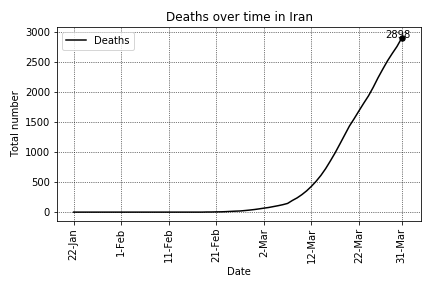 Deaths over time in Iran
2898
Deaths
3000
2500
2000
1500
1000
500
0
Total number
22-Jan
1-Feb
11-Feb
21-Feb
2-Mar
12-Mar
22-Mar
31-Mar
Date